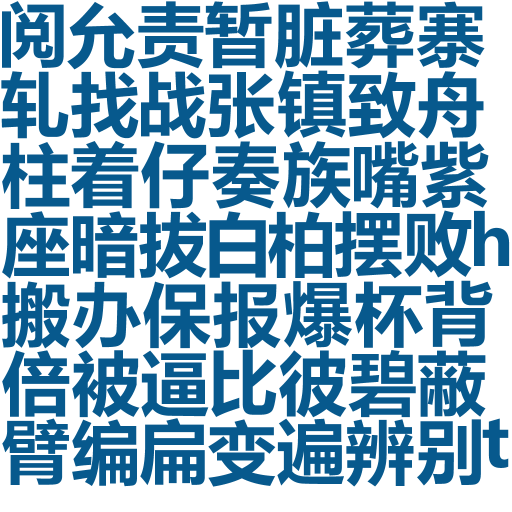 阅允责暂脏葬寨
轧找战张镇致舟
柱着仔奏族嘴紫
座暗拔白柏摆败h
搬办保报爆杯背
倍被逼比彼碧蔽
臂编扁变遍辨别t